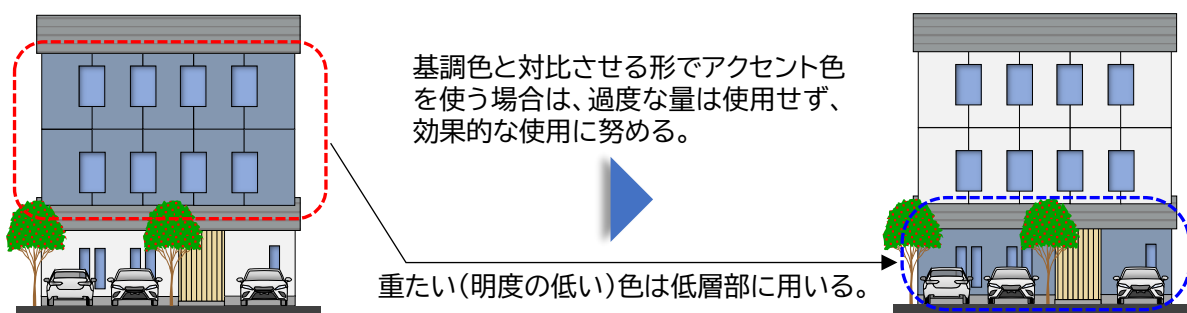 基調色と対比させる形でアクセント色
を使う場合は、過度な量は使用せず、
効果的な使用に努める。
重たい（明度の低い）色は低層部に用いる。